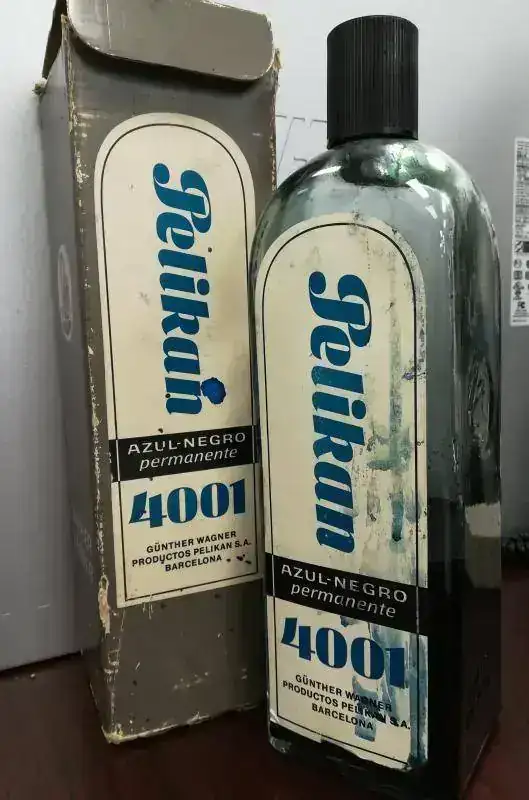 Pelikan
AZUL-NEGRO
permanente
4001
GÜNTHER WAGNER
PRODUCTOS PELIKAN S.A.
BARCELONA
Pelikan
AZUL-NEGRO
permanente
4001
GÜNTHER WAGNER
PRODUCTOS PELIKAN S.A.
BARCELONA